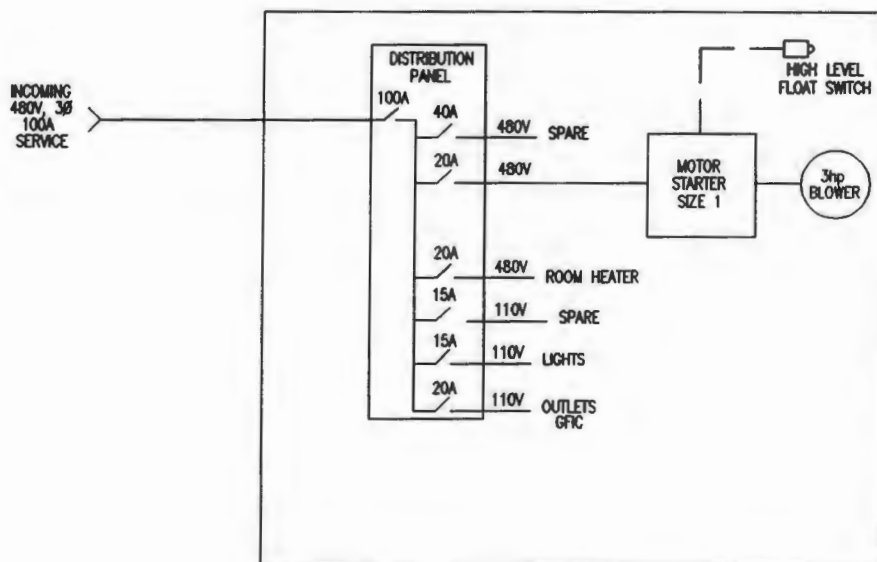 INCOMING
480V, 3Ø
100A
SERVICE
DISTRIBUTION
PANEL
100A
40A
480V
SPARE
20A
480V
MOTOR
STARTER
SIZE 1
3hp
BLOWER
HIGH LEVEL
FLOAT SWITCH
20A
480V
ROOM HEATER
15A
110V
SPARE
15A
110V
LIGHTS
20A
110V
OUTLETS
GFIC